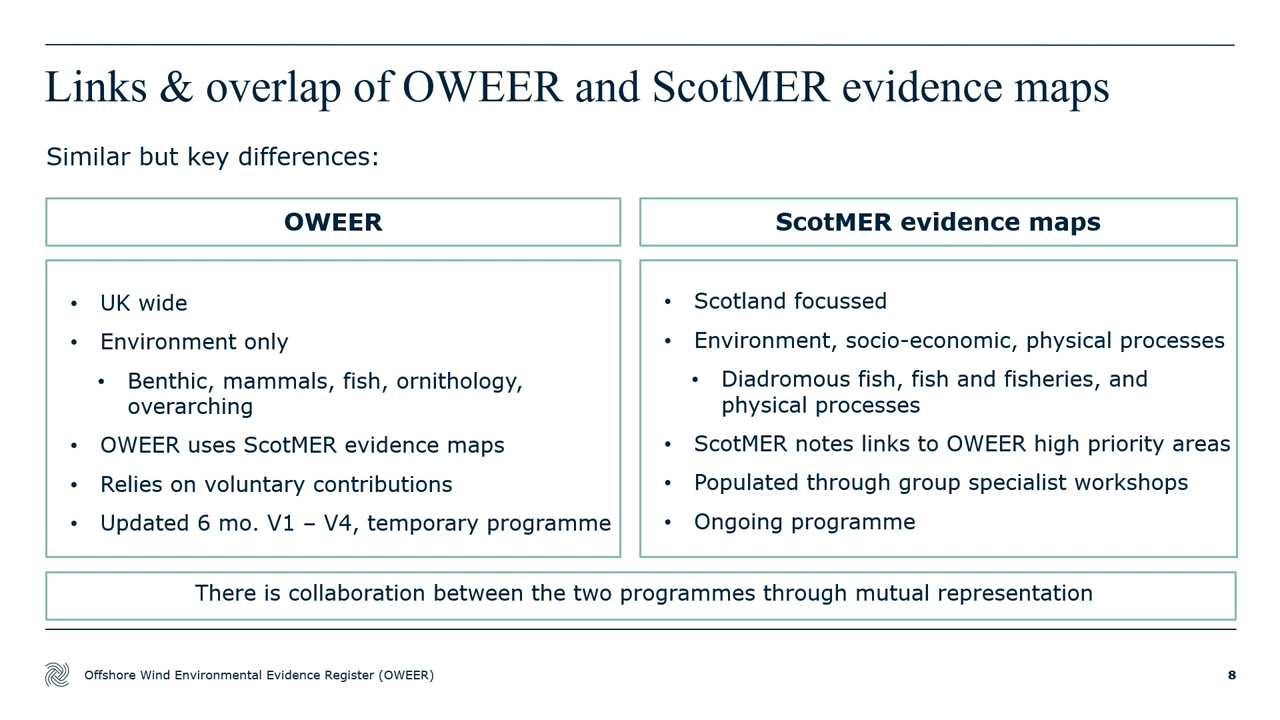 Links & overlap of OWEER and ScotMER evidence maps
Similar but key differences:
OWEER
• UK wide
• Environment only
• Benthic, mammals, fish, ornithology,
overarching
• OWEER uses ScotMER evidence maps
• Relies on voluntary contributions
• Updated 6 mo. V1 – V4, temporary programme
ScotMER evidence maps
• Scotland focussed
• Environment, socio-economic, physical processes
• Diadromous fish, fish and fisheries, and
physical processes
• ScotMER notes links to OWEER high priority areas
• Populated through group specialist workshops
• Ongoing programme
There is collaboration between the two programmes through mutual representation
Offshore Wind Environmental Evidence Register (OWEER)
8